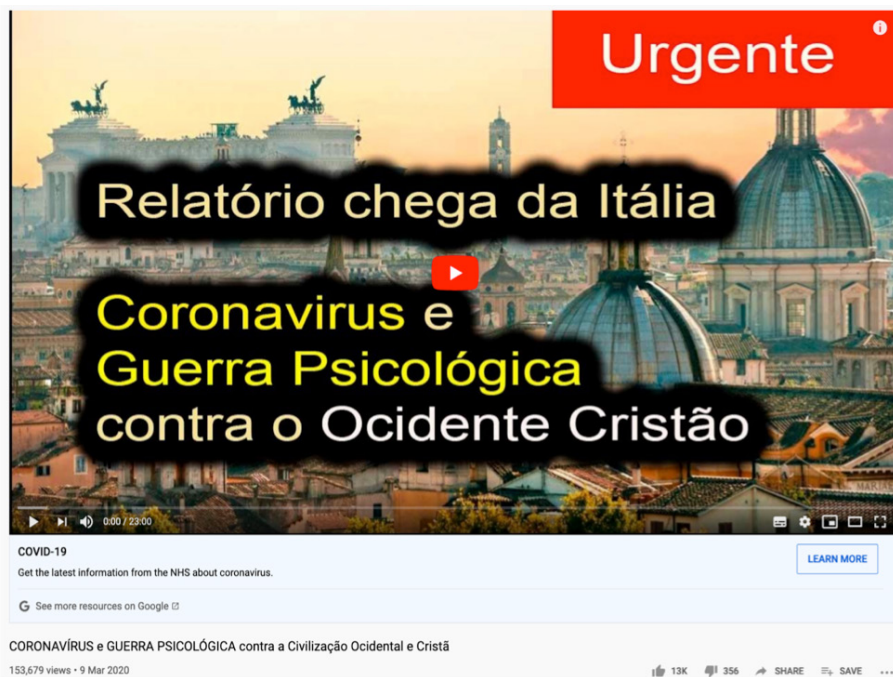 Urgente
Relatório chega da Itália
Coronavirus e
Guerra Psicológica
contra o Ocidente Cristão
0:00 / 23:00
COVID-19
Get the latest information from the NHS about coronavirus.
LEARN MORE
See more resources on Google
CORONAVÍRUS e GUERRA PSICOLÓGICA contra a Civilização Ocidental e Cristã
153,679 views • 9 Mar 2020
13K
356
SHARE
SAVE